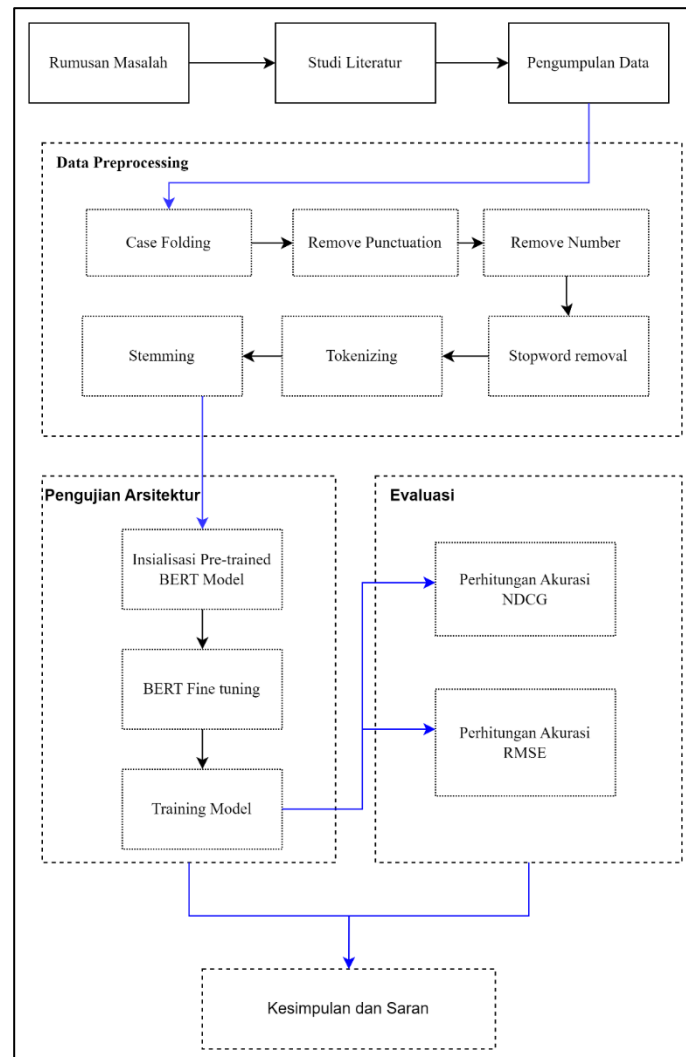 Rumusan Masalah
Studi Literatur
Pengumpulan Data
Data Preprocessing
Case Folding
Remove Punctuation
Remove Number
Stemming
Tokenizing
Stopword removal
Pengujian Arsitektur
Insialisasi Pre-trained
BERT Model
BERT Fine tuning
Training Model
Evaluasi
Perhitungan Akurasi
NDCG
Perhitungan Akurasi
RMSE
Kesimpulan dan Saran